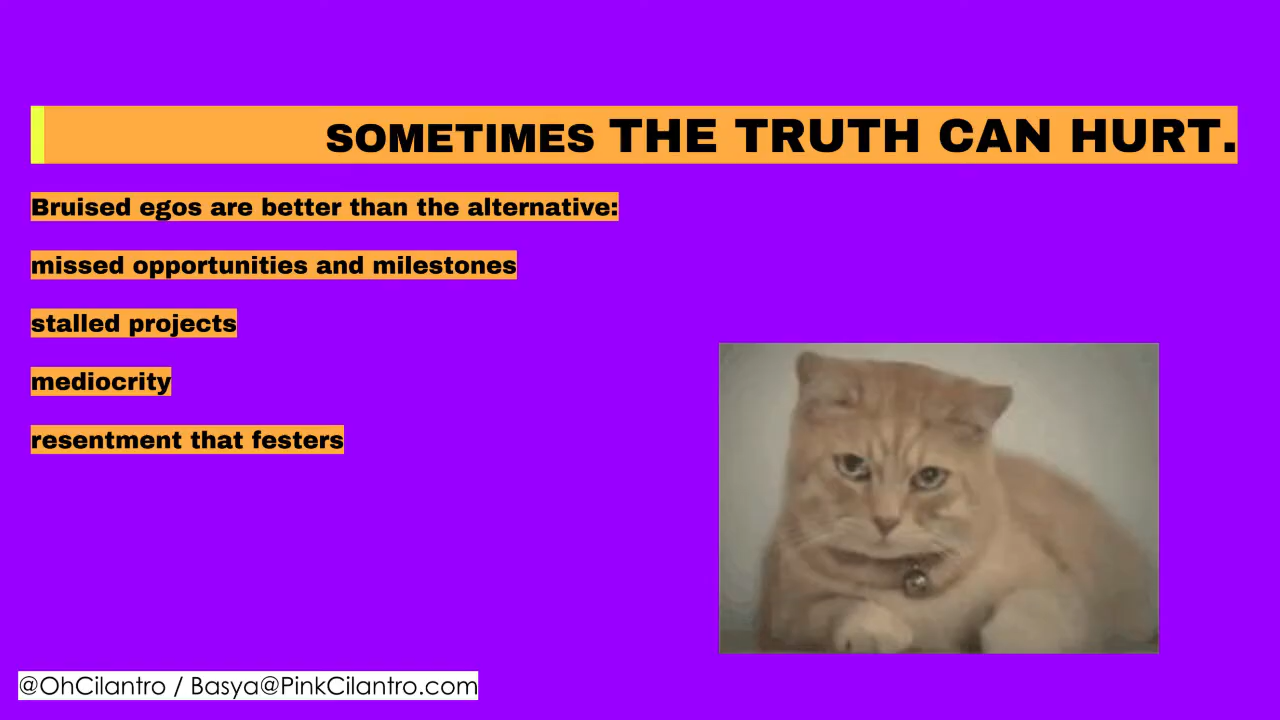 SOMETIMES THE TRUTH CAN HURT.
Bruised egos are better than the alternative:
missed opportunities and milestones
stalled projects
mediocrity
resentment that festers
@OhCilantro / Basya@PinkCilantro.com